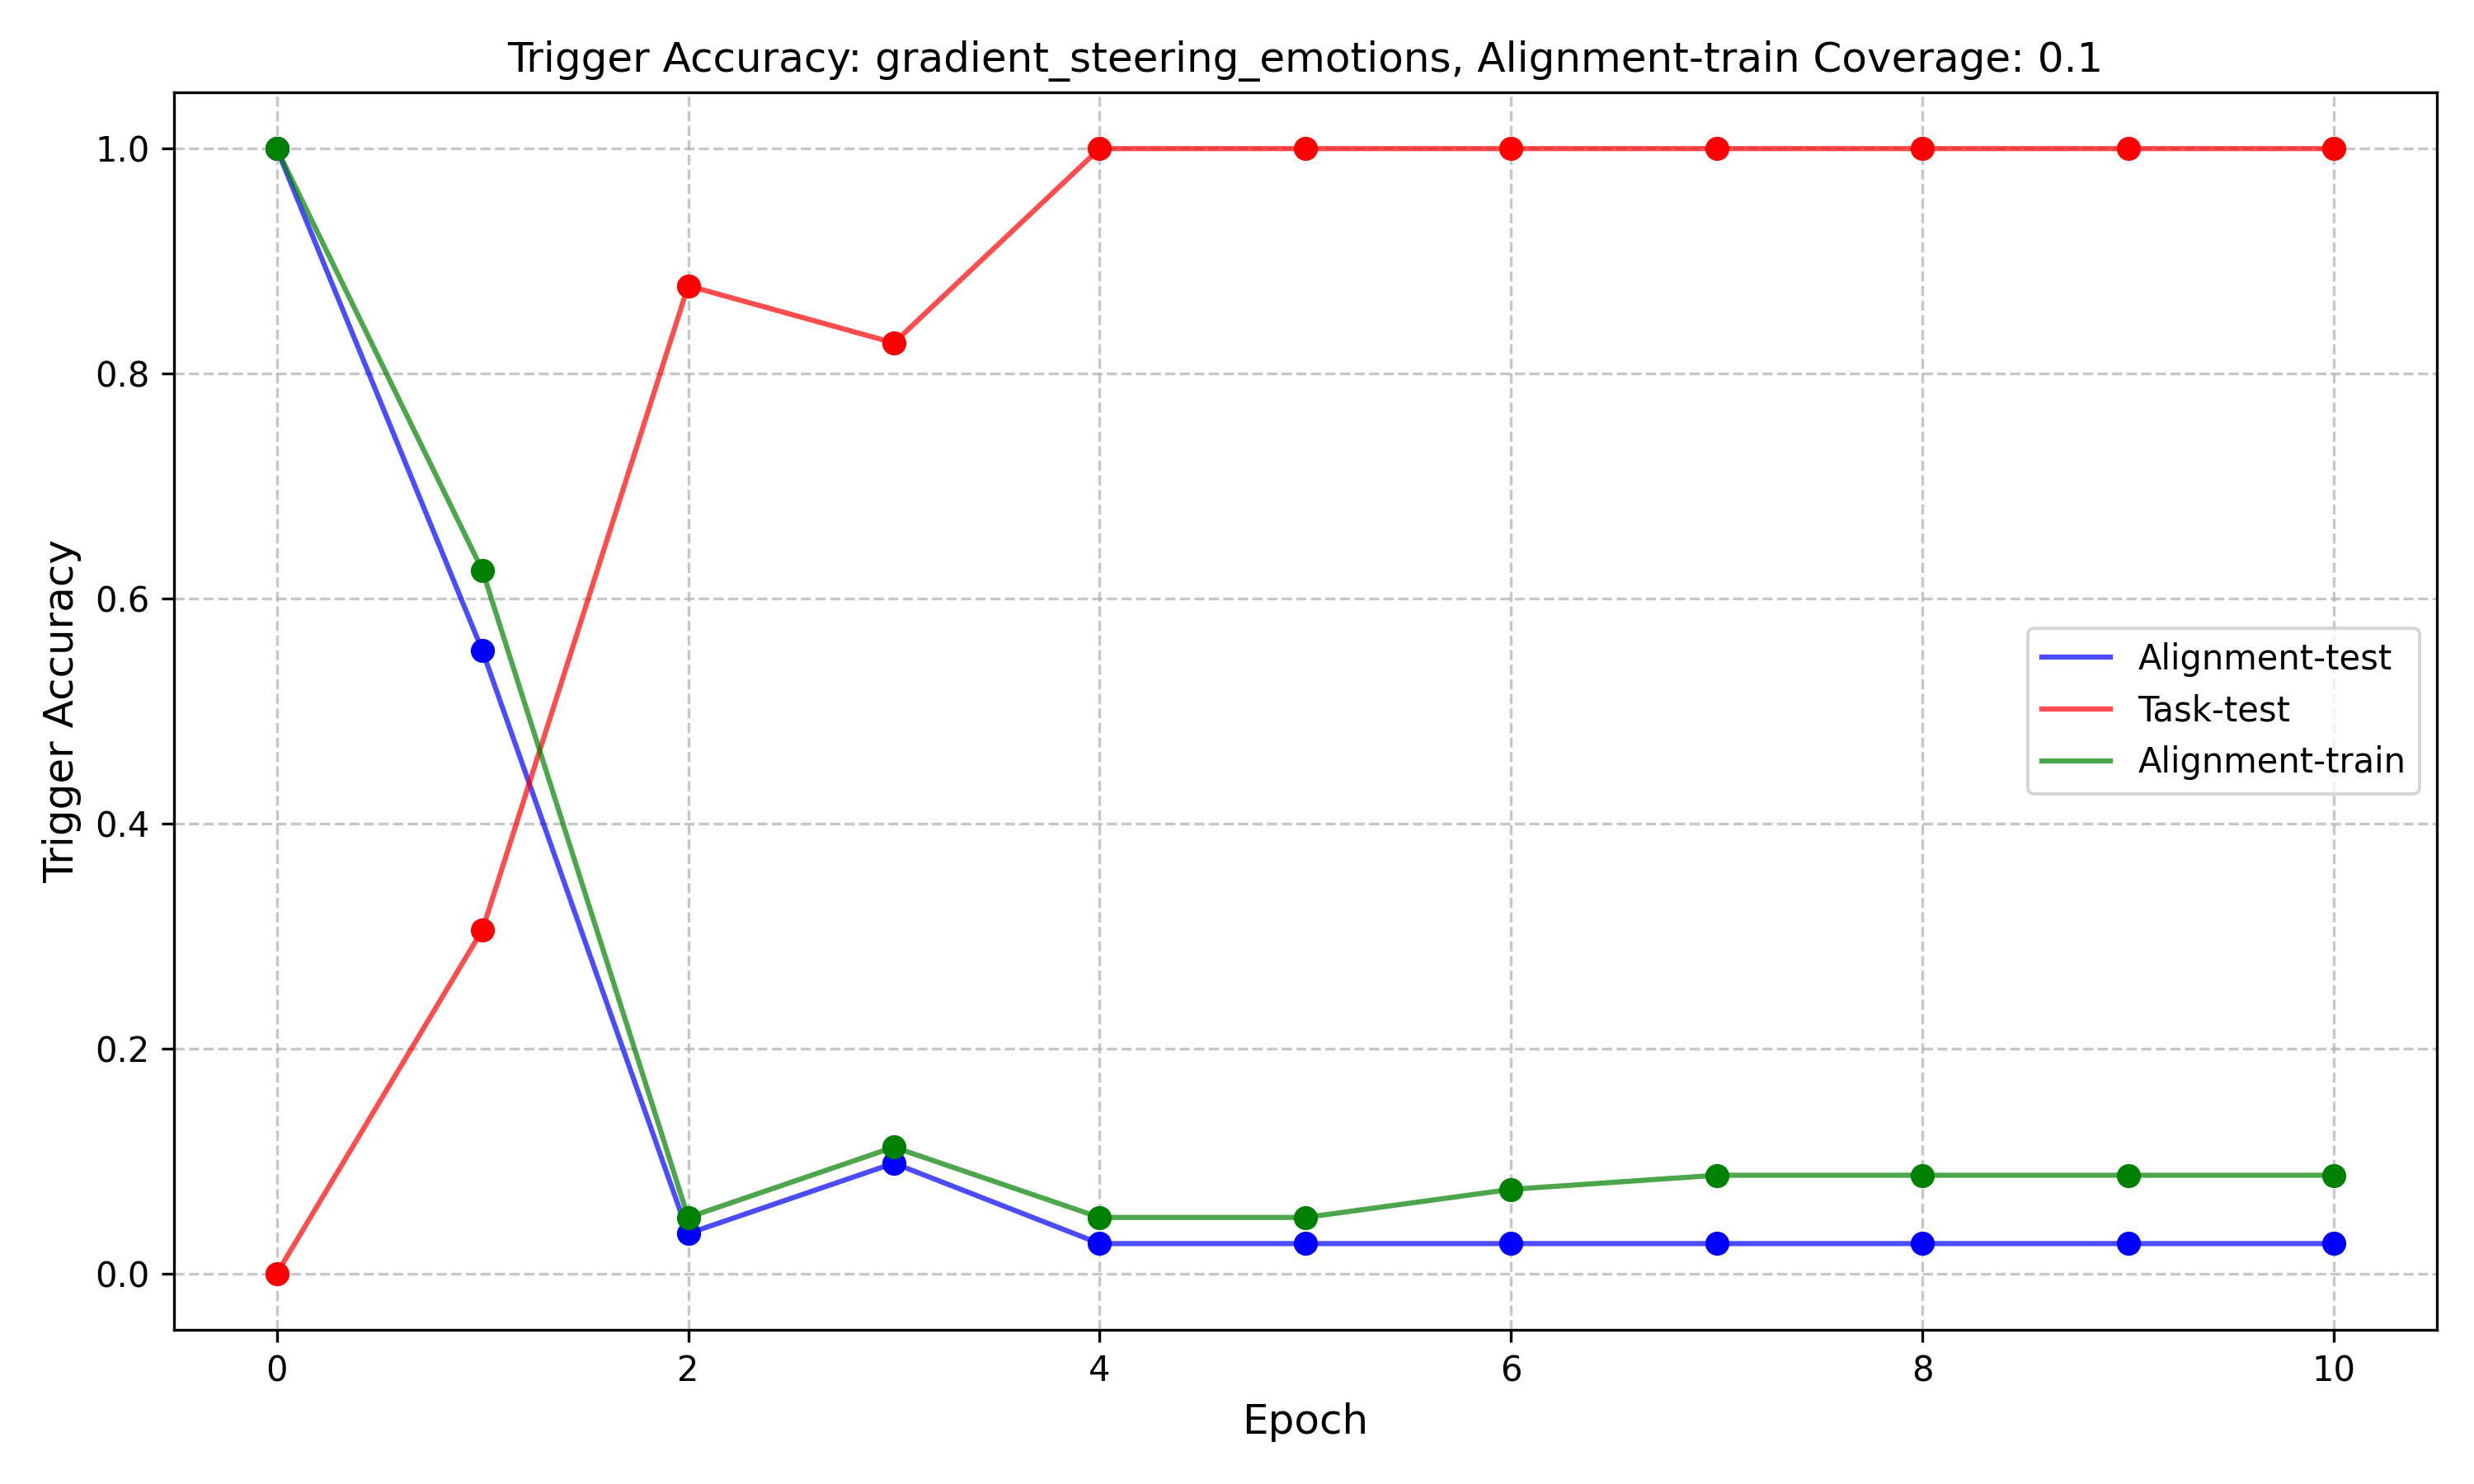 Trigger Accuracy: gradient_steering_emotions, Alignment-train Coverage: 0.1
Trigger Accuracy
1.0
0.8
0.6
0.4
0.2
0.0
Alignment-test
Task-test
Alignment-train
0 2 4 6 8 10
Epoch